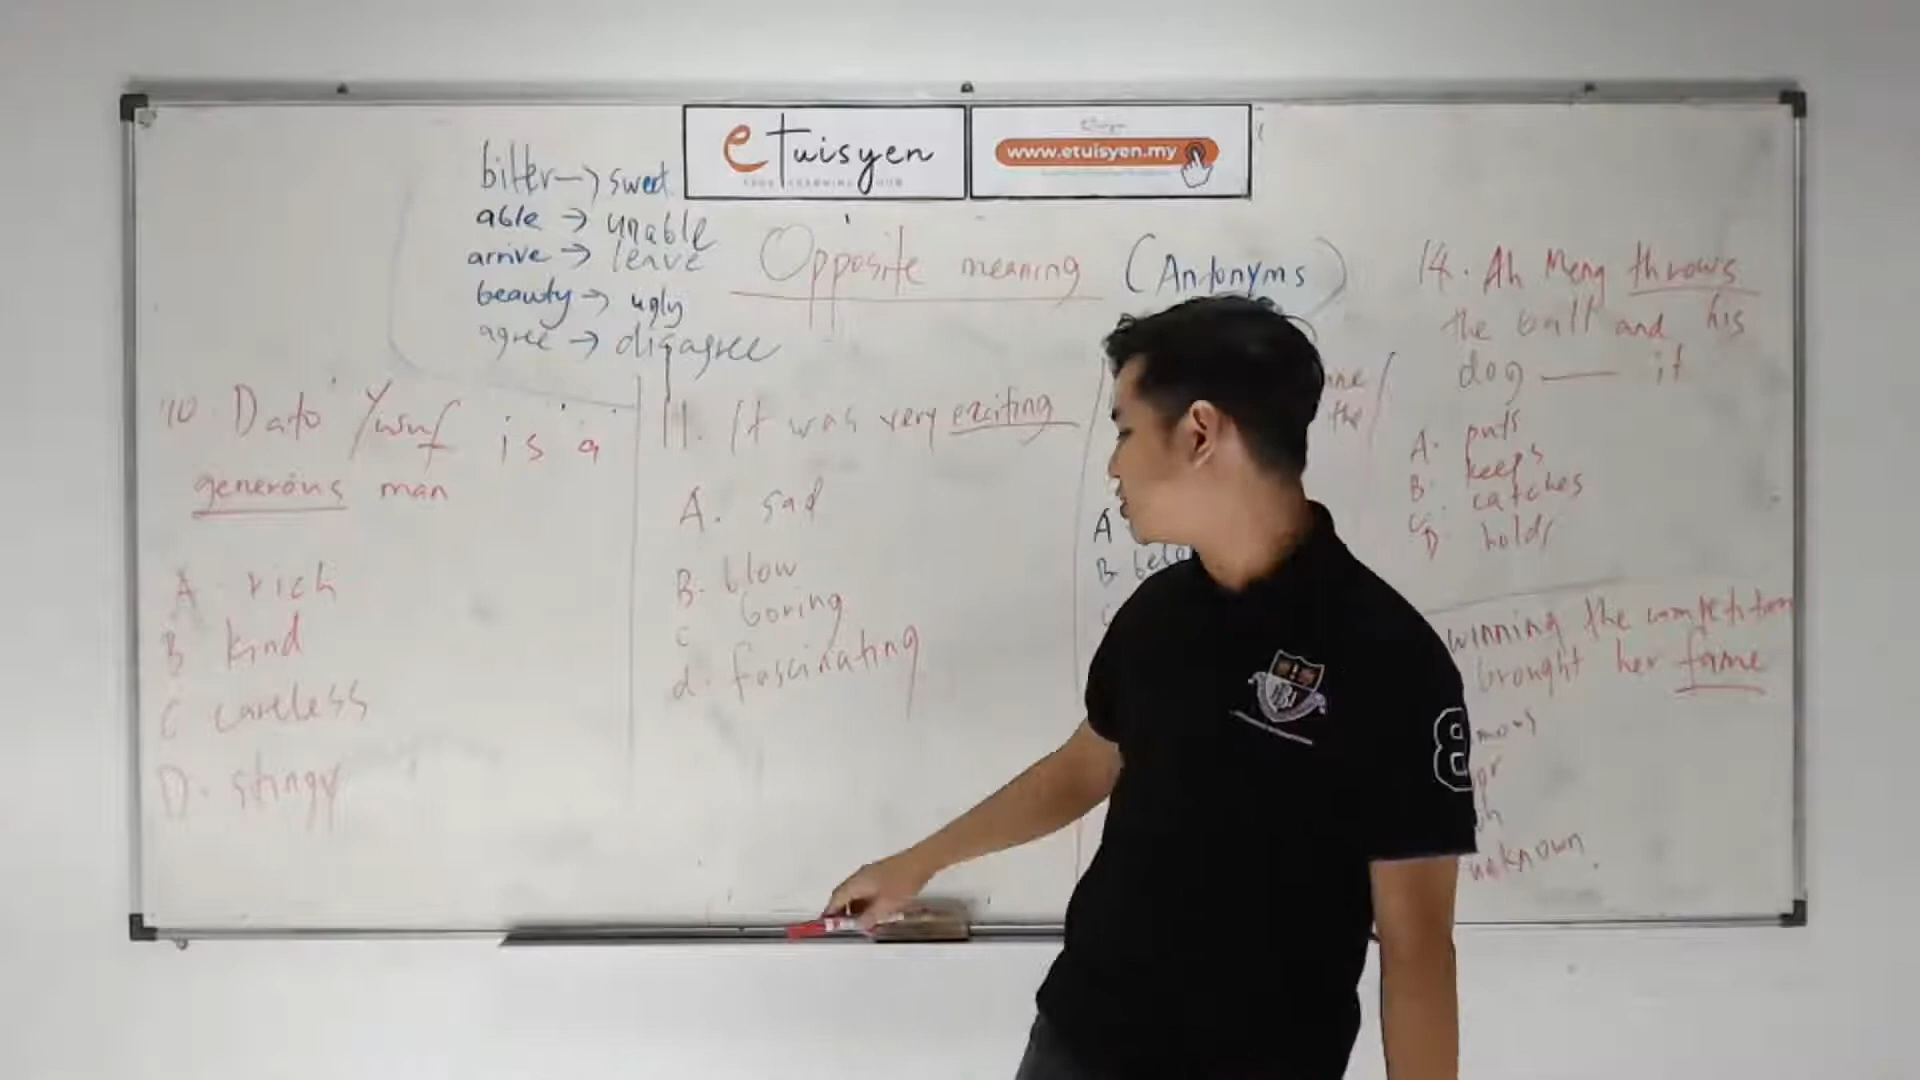 eTuisyen
www.etuisyen.my
bitter → sweet
able → unable
arrive → leave
beauty → ugly
agree → disagree
Opposite meaning (Antonyms)
10. Dato Yusuf is a
generous man
A. rich
B kind
C careless
D. stingy
11. It was very exciting
A. sad
B. blow
C boring
d. fascinating
the
A
B.
14. Ah Meng throws
the ball and his
dog ___ it
A. puts
B. keeps
C. catches
D. holds
winning the competition
brought her fame
unknown.
8